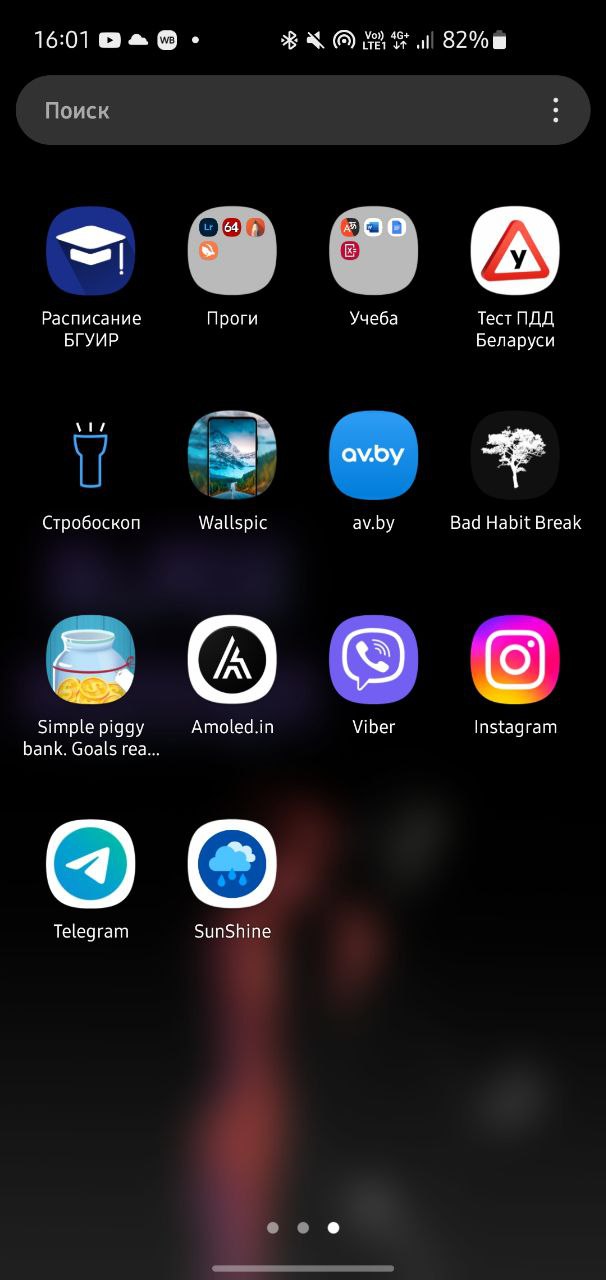 16:01 WB Vo)) LTE1 4G+ 82%
Поиск
Lr 64
Расписание
БГУИР
Проги
Учеба
У
Тест ПДД
Беларуси
Стробоскоп
Wallspic
av.by
av.by
Bad Habit Break
Simple piggy
bank. Goals rea...
Amoled.in
Viber
Instagram
Telegram
SunShine